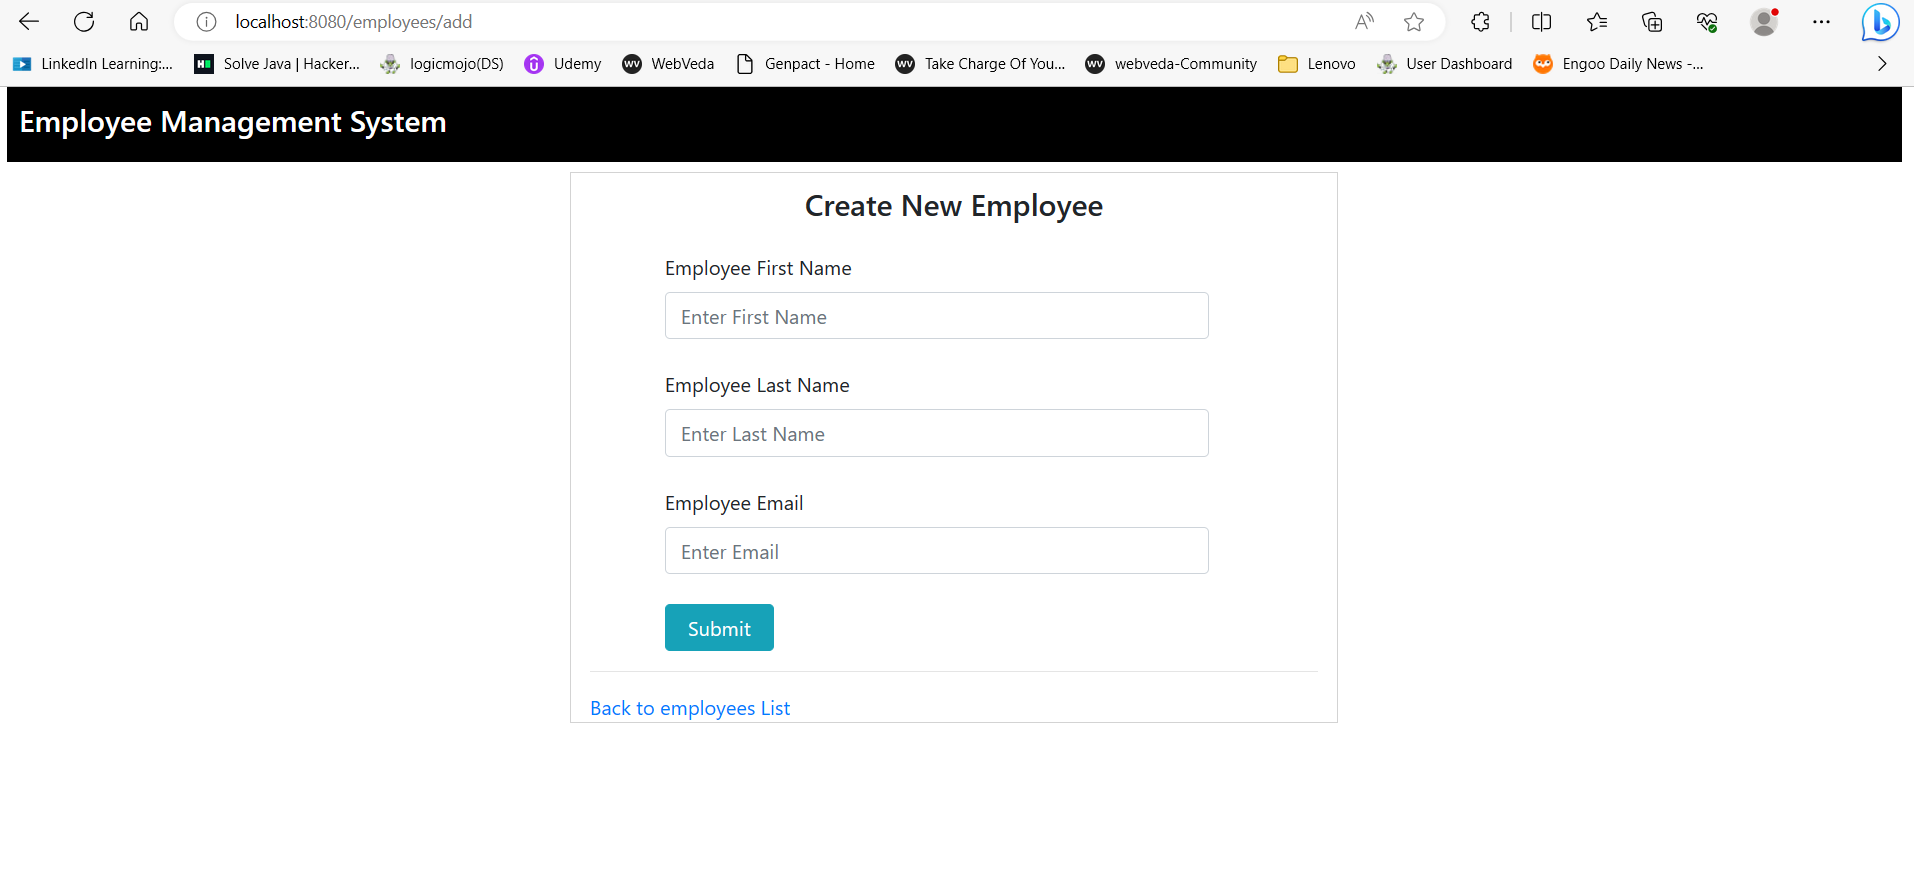 localhost:8080/employees/add
LinkedIn Learning:... Solve Java | Hacker... logicmojo(DS) Udemy WebVeda Genpact - Home Take Charge Of You... webveda-Community Lenovo User Dashboard Engoo Daily News -...
Employee Management System
Create New Employee
Employee First Name
Enter First Name
Employee Last Name
Enter Last Name
Employee Email
Enter Email
Submit
Back to employees List